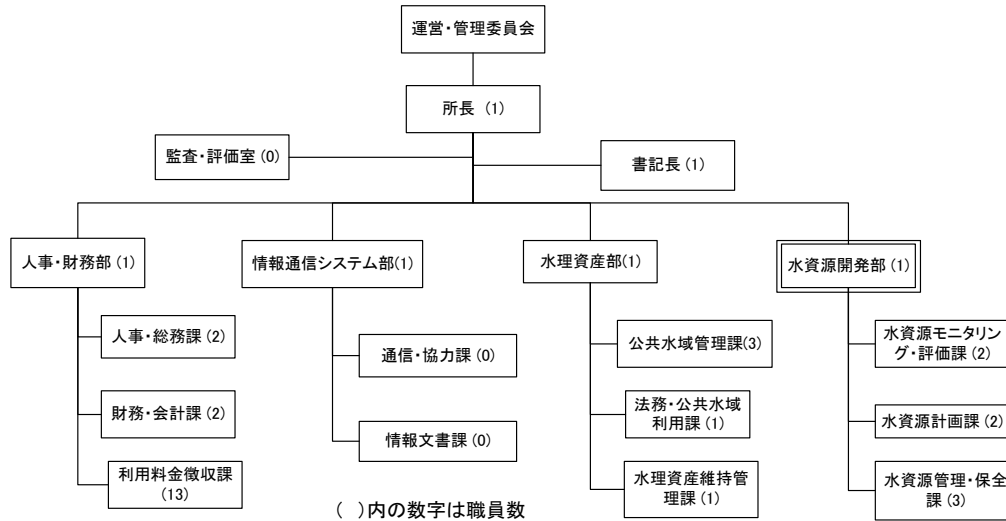 運営・管理委員会
所長 (1)
監査・評価室(0)
書記長(1)
人事・財務部(1)
情報通信システム部(1)
水理資産部(1)
水資源開発部(1)
人事・総務課(2)
財務・会計課(2)
利用料金徴収課
(13)
通信・協力課(0)
情報文書課(0)
公共水域管理課(3)
法務・公共水域
利用課(1)
水理資産維持管
理課(1)
水資源モニタリン
グ・評価課(2)
水資源計画課(2)
水資源管理・保全
課(3)
( )内の数字は職員数